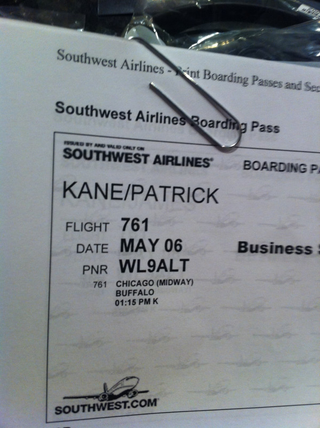 Southwest Airlines - Print Boarding Passes and Sec
Southwest Airlines Boarding Pass
ISSUED BY AND VALID ONLY ON
SOUTHWEST AIRLINES BOARDING PA
KANE/PATRICK
FLIGHT 761
DATE MAY 06 Business S
PNR WL9ALT
761 CHICAGO (MIDWAY)
BUFFALO
01:15 PM K
SOUTHWEST.COM